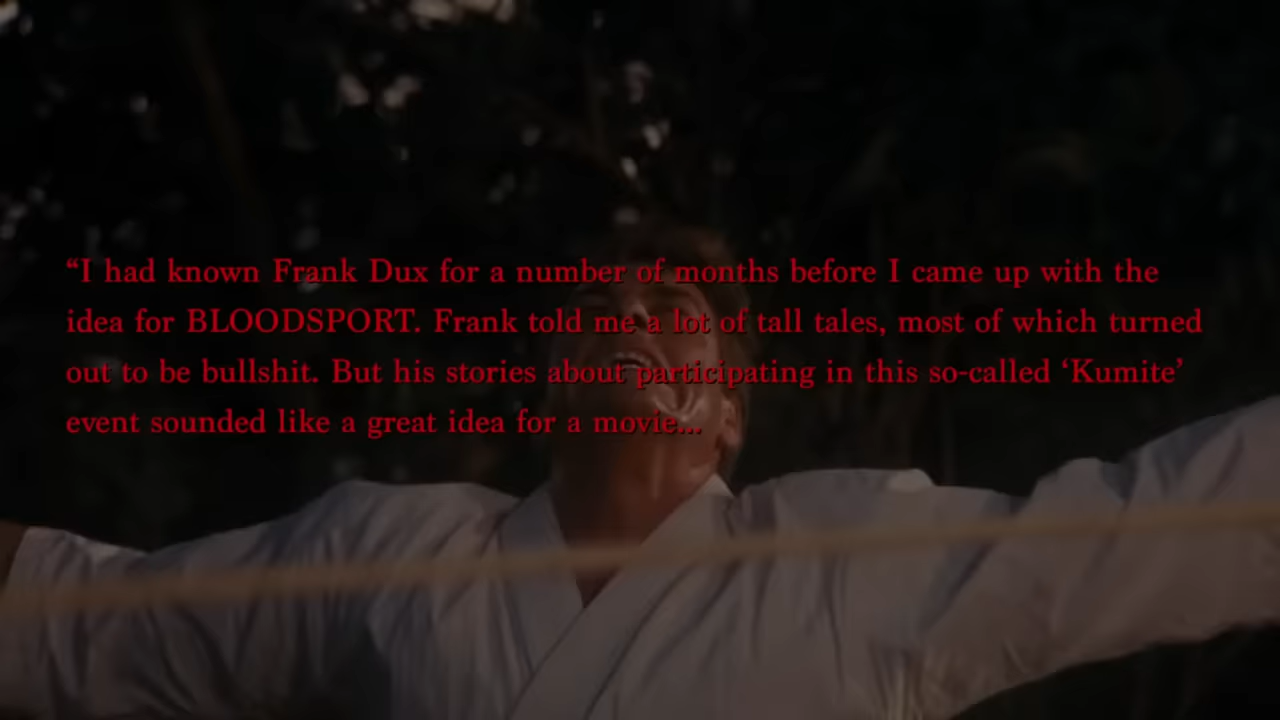 “I had known Frank Dux for a number of months before I came up with the
idea for BLOODSPORT. Frank told me a lot of tall tales, most of which turned
out to be bullshit. But his stories about participating in this so-called ‘Kumite’
event sounded like a great idea for a movie...